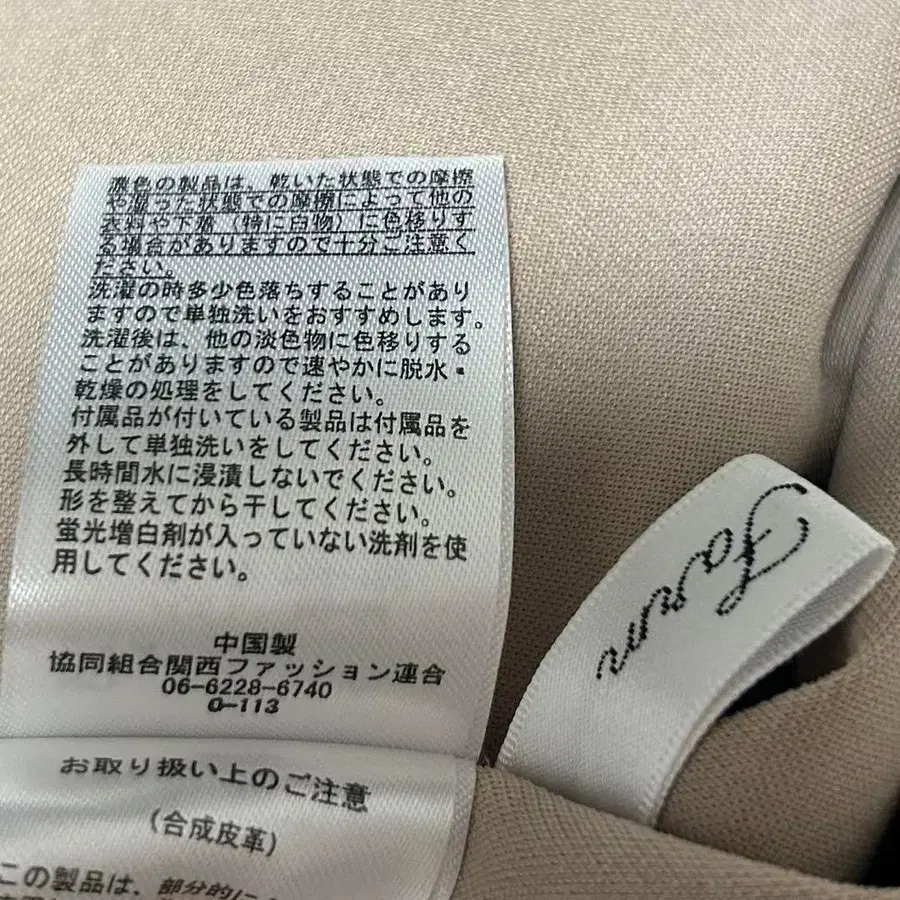 濃色の製品は、乾いた状態での摩擦
や湿った状態での摩擦によって他の
衣料や下着（特に白物）に色移りす
る場合がありますので十分ご注意く
ださい。
洗濯の時多少色落ちすることがあり
ますので単独洗いをおすすめします。
洗濯後は、他の淡色物に色移りする
ことがありますので速やかに脱水・
乾燥の処理をしてください。
付属品が付いている製品は付属品を
外して単独洗いをしてください。
長時間水に浸漬しないでください。
形を整えてから干してください。
蛍光増白剤が入っていない洗剤を使
用してください。
中国製
協同組合関西ファッション連合
06-6228-6740
O-113
お取り扱い上のご注意
（合成皮革）
この製品は、部分的に